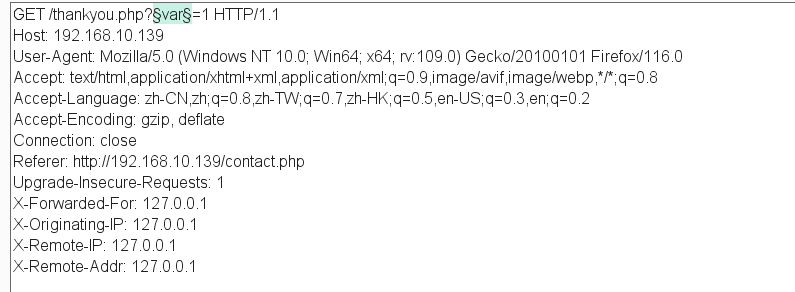 GET /thankyou.php?§var§=1 HTTP/1.1
Host: 192.168.10.139
User-Agent: Mozilla/5.0 (Windows NT 10.0; Win64; x64; rv:109.0) Gecko/20100101 Firefox/116.0
Accept: text/html,application/xhtml+xml,application/xml;q=0.9,image/avif,image/webp,*/*;q=0.8
Accept-Language: zh-CN,zh;q=0.8,zh-TW;q=0.7,zh-HK;q=0.5,en-US;q=0.3,en;q=0.2
Accept-Encoding: gzip, deflate
Connection: close
Referer: http://192.168.10.139/contact.php
Upgrade-Insecure-Requests: 1
X-Forwarded-For: 127.0.0.1
X-Originating-IP: 127.0.0.1
X-Remote-IP: 127.0.0.1
X-Remote-Addr: 127.0.0.1